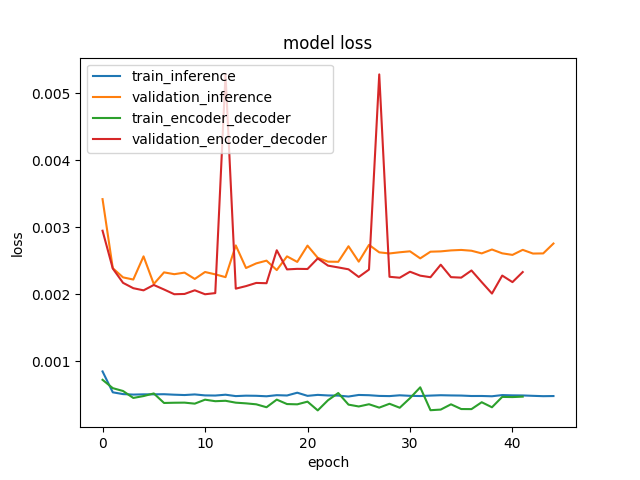 model loss
train_inference
validation_inference
train_encoder_decoder
validation_encoder_decoder
0.005
0.004
0.003
0.002
0.001
loss
0 10 20 30 40
epoch